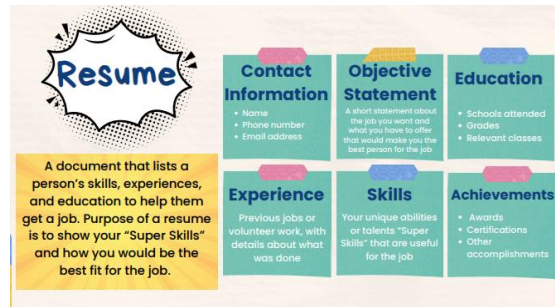 Resume
A document that lists a
person's skills, experiences,
and education to help them
get a job. Purpose of a resume
is to show your "Super Skills"
and how you would be the
best fit for the job.
Contact
Information
• Name
• Phone number
• Email address
Objective
Statement
A short statement about
the job you want and
what you have to offer
that would make you the
best person for the job
Education
• Schools attended
• Grades
• Relevant classes
Experience
Previous jobs or
volunteer work, with
details about what
was done
Skills
Your unique abilities
or talents "Super
Skills" that are useful
for the job
Achievements
• Awards
• Certifications
• Other
accomplishments